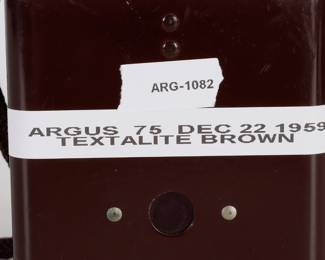 ARG-1082
ARGUS 75 DEC 22 1959
TEXTALITE BROWN